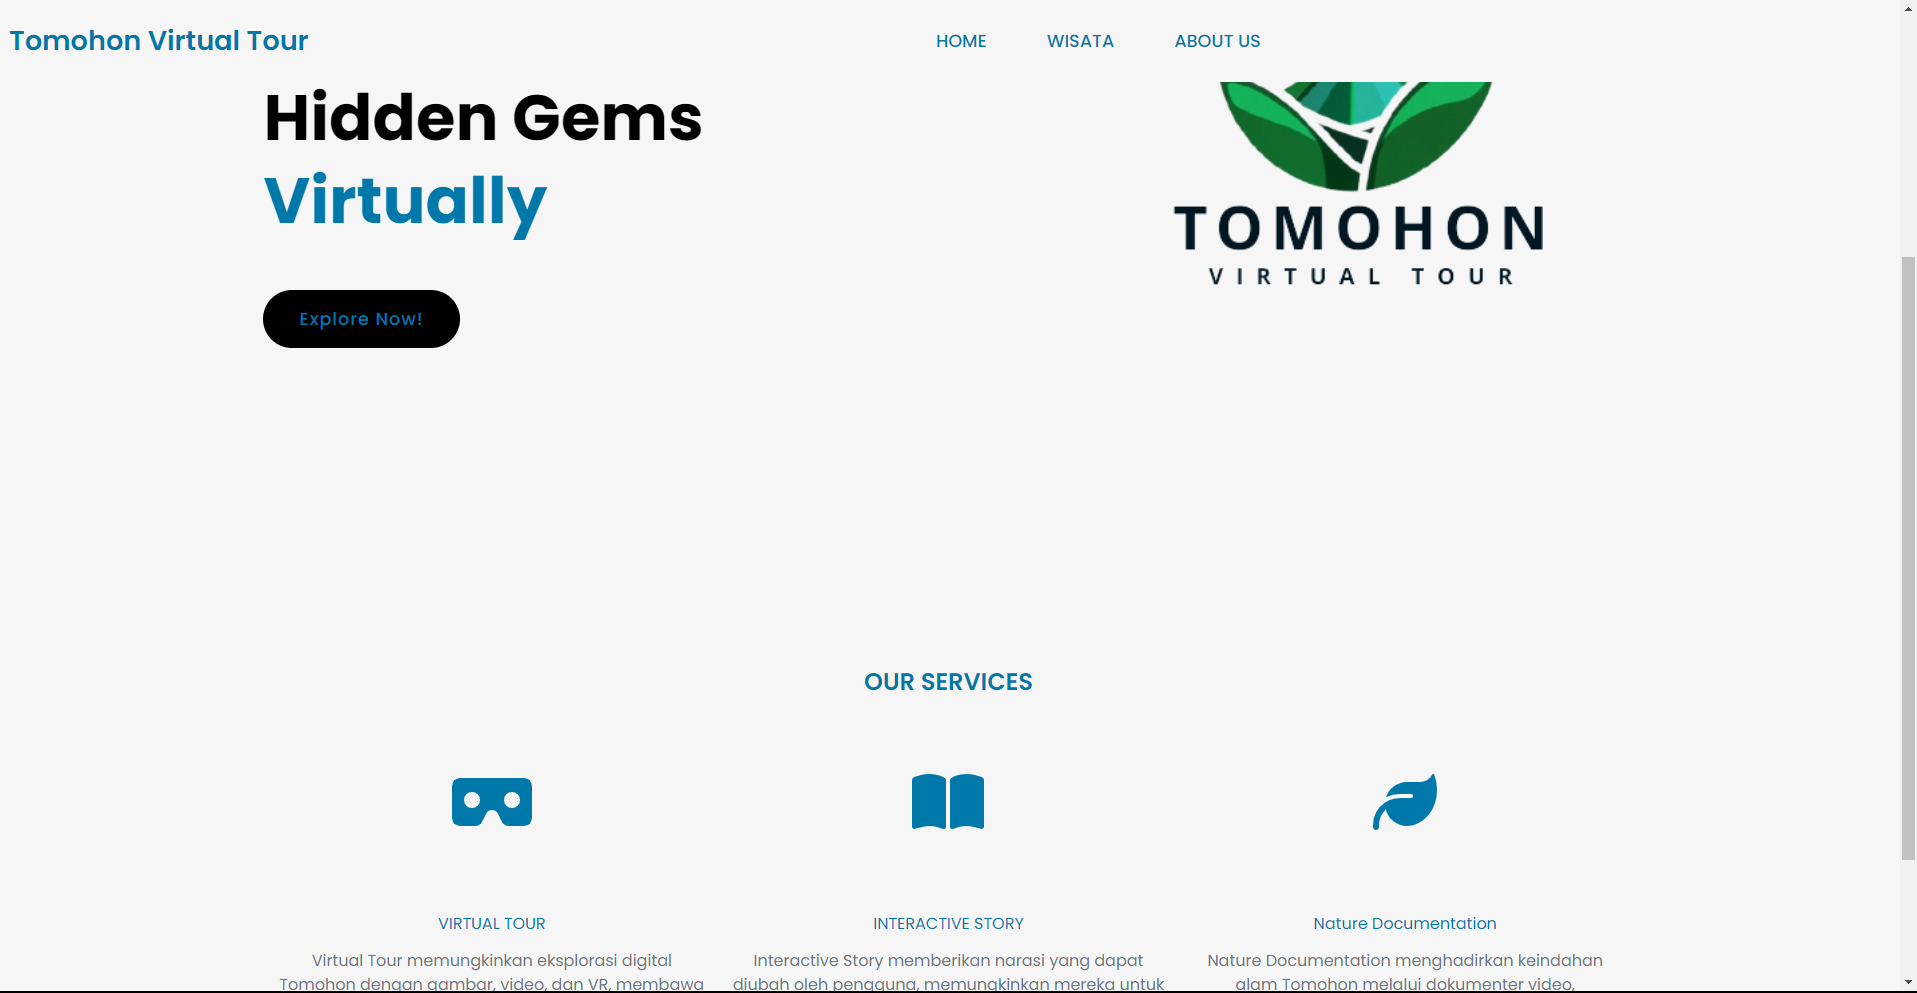 Tomohon Virtual Tour
HOME
WISATA
ABOUT US
Hidden Gems
Virtually
Explore Now!
TOMOHON
VIRTUAL TOUR
OUR SERVICES
VIRTUAL TOUR
Virtual Tour memungkinkan eksplorasi digital
Tomohon dengan gambar, video, dan VR, membawa
INTERACTIVE STORY
Interactive Story memberikan narasi yang dapat
diubah oleh pengguna, memungkinkan mereka untuk
Nature Documentation
Nature Documentation menghadirkan keindahan
alam Tomohon melalui dokumenter video,